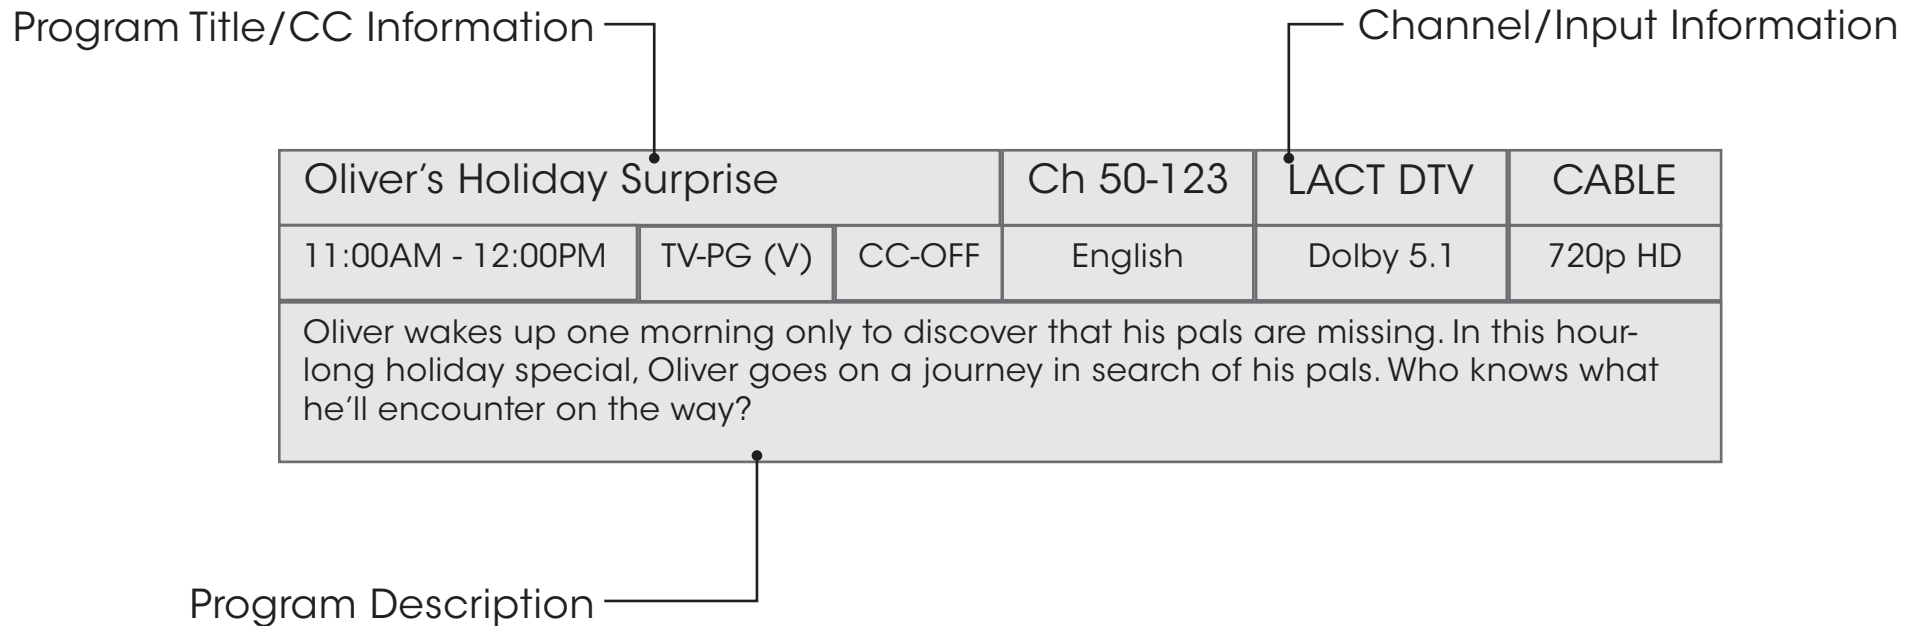 Program Title/CC Information
Channel/Input Information
Oliver's Holiday Surprise Ch 50-123 LACT DTV CABLE
11:00AM - 12:00PM TV-PG (V) CC-OFF English Dolby 5.1 720p HD
Oliver wakes up one morning only to discover that his pals are missing. In this hour-
long holiday special, Oliver goes on a journey in search of his pals. Who knows what
he'll encounter on the way?
Program Description